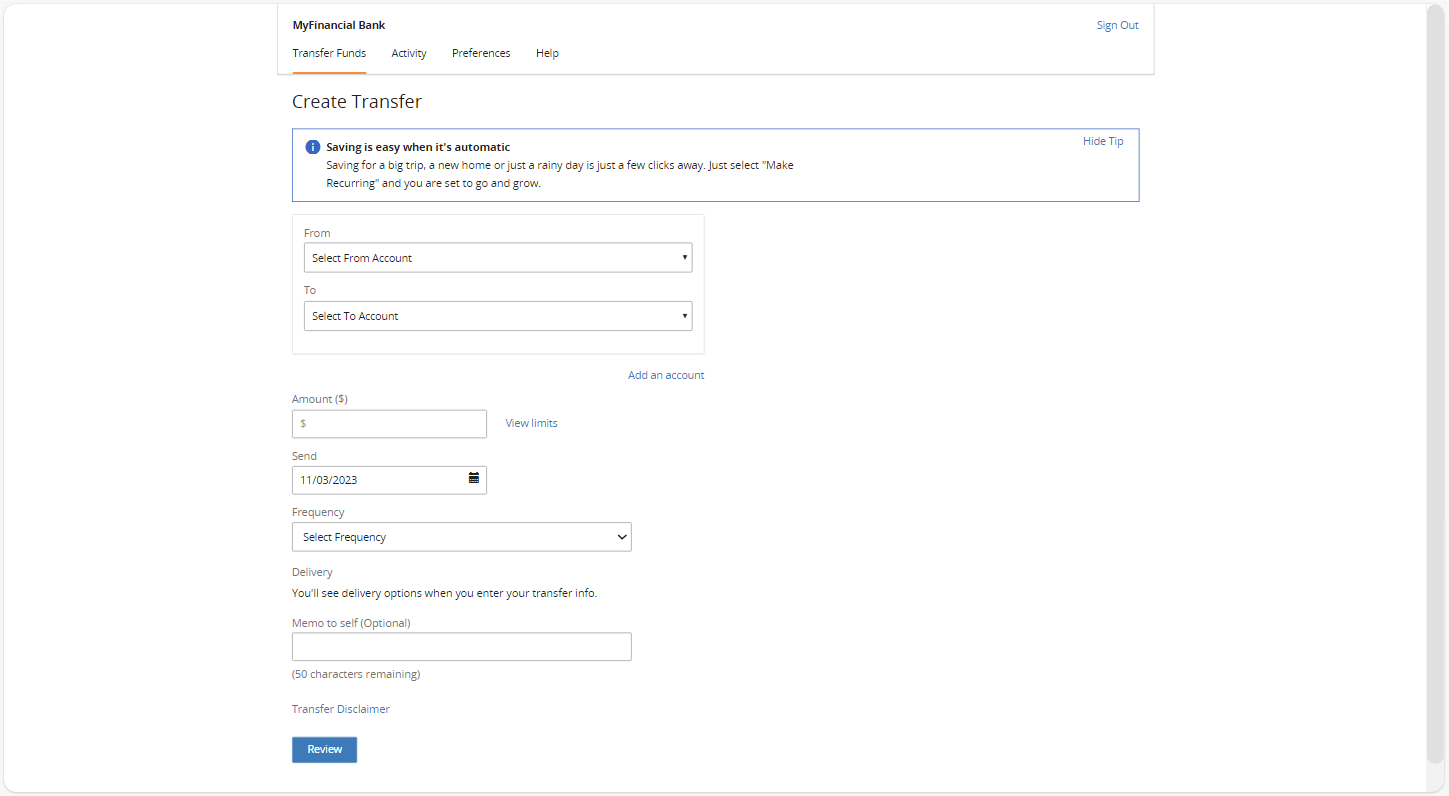 MyFinancial Bank
Sign Out
Transfer Funds Activity Preferences Help
Create Transfer
Saving is easy when it's automatic
Hide Tip
Saving for a big trip, a new home or just a rainy day is just a few clicks away. Just select "Make
Recurring" and you are set to go and grow.
From
Select From Account
To
Select To Account
Add an account
Amount ($)
$
View limits
Send
11/03/2023
Frequency
Select Frequency
Delivery
You'll see delivery options when you enter your transfer info.
Memo to self (Optional)
(50 characters remaining)
Transfer Disclaimer
Review